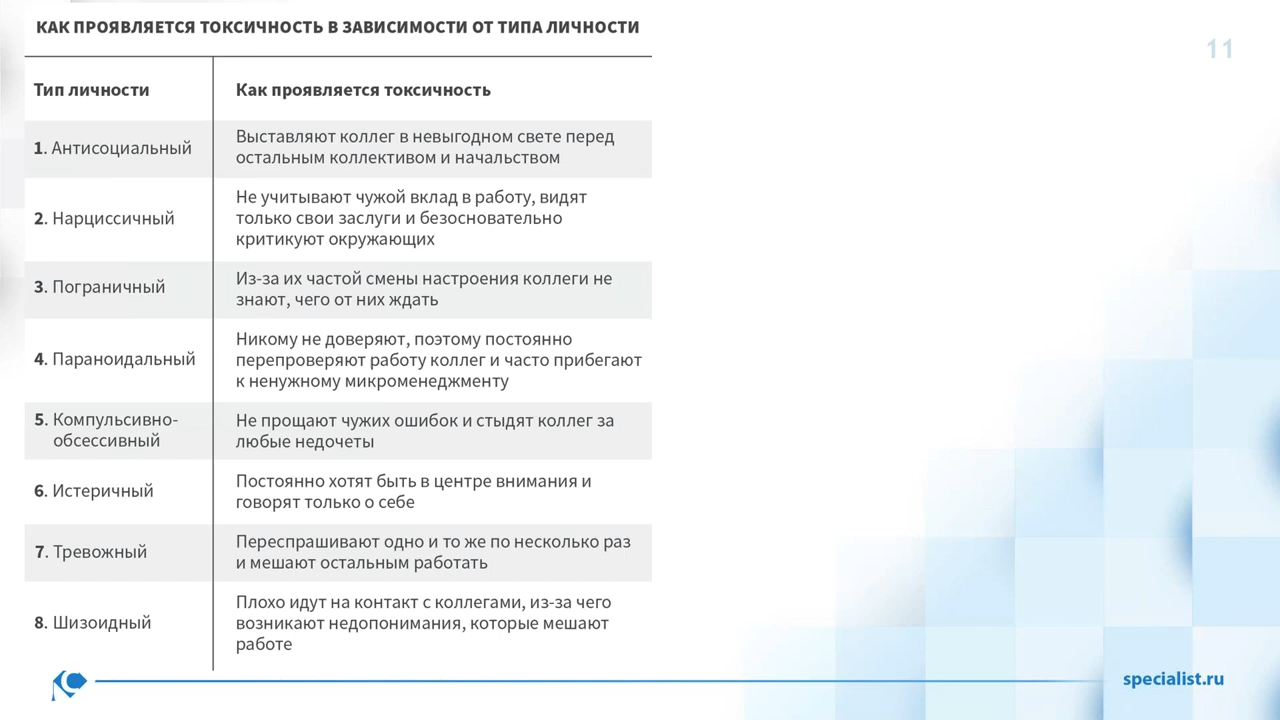 КАК ПРОЯВЛЯЕТСЯ ТОКСИЧНОСТЬ В ЗАВИСИМОСТИ ОТ ТИПА ЛИЧНОСТИ
11
Тип личности
Как проявляется токсичность
1. Антисоциальный
Выставляют коллег в невыгодном свете перед
остальным коллективом и начальством
2. Нарциссичный
Не учитывают чужой вклад в работу, видят
только свои заслуги и безосновательно
критикуют окружающих
3. Пограничный
Из-за их частой смены настроения коллеги не
знают, чего от них ждать
4. Параноидальный
Никому не доверяют, поэтому постоянно
перепроверяют работу коллег и часто прибегают
к ненужному микроменеджменту
5. Компульсивно-
обсессивный
Не прощают чужих ошибок и стыдят коллег за
любые недочеты
6. Истеричный
Постоянно хотят быть в центре внимания и
говорят только о себе
7. Тревожный
Переспрашивают одно и то же по несколько раз
и мешают остальным работать
8. Шизоидный
Плохо идут на контакт с коллегами, из-за чего
возникают недопонимания, которые мешают
работе
specialist.ru